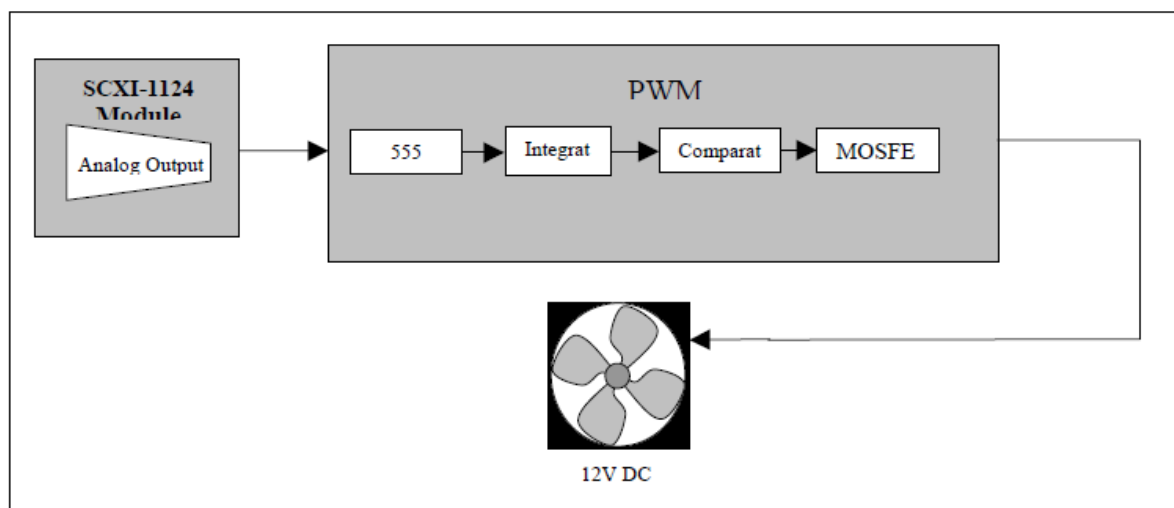 SCXI-1124
Module
Analog Output
PWM
555
Integrat
Comparat
MOSFE
12V DC